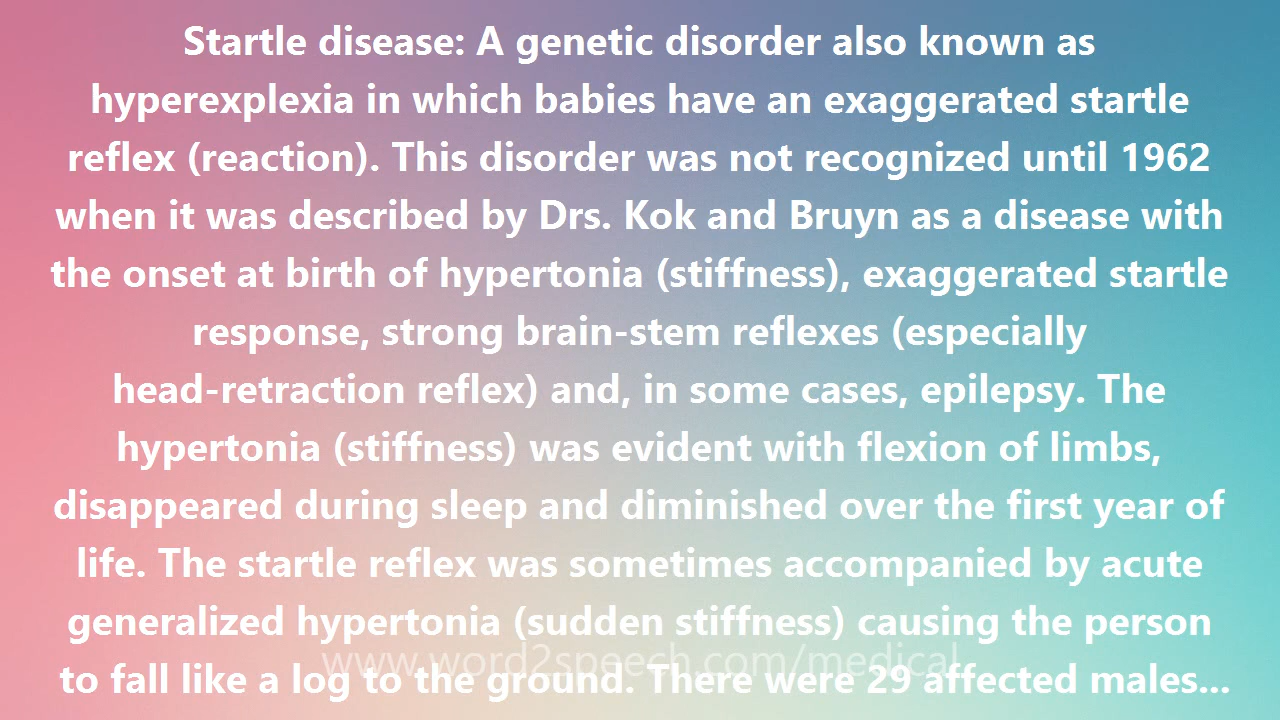 Startle disease: A genetic disorder also known as
hyperexplexia in which babies have an exaggerated startle
reflex (reaction). This disorder was not recognized until 1962
when it was described by Drs. Kok and Bruyn as a disease with
the onset at birth of hypertonia (stiffness), exaggerated startle
response, strong brain-stem reflexes (especially
head-retraction reflex) and, in some cases, epilepsy. The
hypertonia (stiffness) was evident with flexion of limbs,
disappeared during sleep and diminished over the first year of
life. The startle reflex was sometimes accompanied by acute
generalized hypertonia (sudden stiffness) causing the person
www.word2speech.com/medical
to fall like a log to the ground. There were 29 affected males...